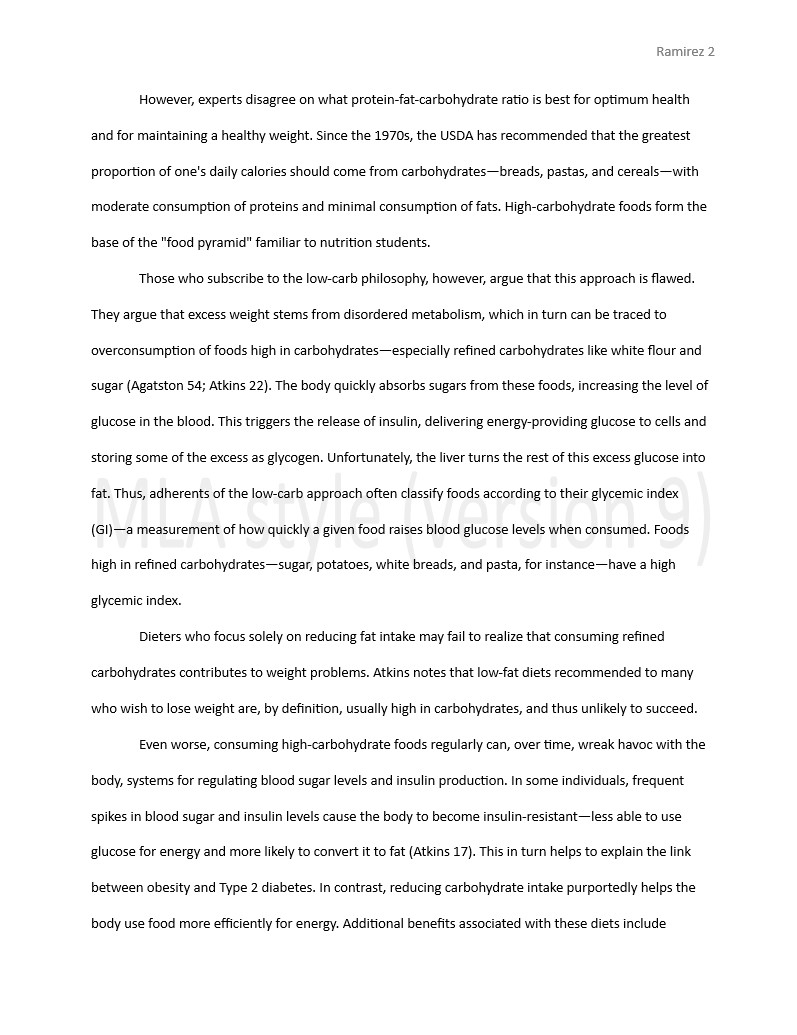 Ramirez 2
However, experts disagree on what protein-fat-carbohydrate ratio is best for optimum health
and for maintaining a healthy weight. Since the 1970s, the USDA has recommended that the greatest
proportion of one's daily calories should come from carbohydrates—breads, pastas, and cereals—with
moderate consumption of proteins and minimal consumption of fats. High-carbohydrate foods form the
base of the "food pyramid" familiar to nutrition students.
Those who subscribe to the low-carb philosophy, however, argue that this approach is flawed.
They argue that excess weight stems from disordered metabolism, which in turn can be traced to
overconsumption of foods high in carbohydrates—especially refined carbohydrates like white flour and
sugar (Agatston 54; Atkins 22). The body quickly absorbs sugars from these foods, increasing the level of
glucose in the blood. This triggers the release of insulin, delivering energy-providing glucose to cells and
storing some of the excess as glycogen. Unfortunately, the liver turns the rest of this excess glucose into
fat. Thus, adherents of the low-carb approach often classify foods according to their glycemic index
MLA style (version 9)
(GI)—a measurement of how quickly a given food raises blood glucose levels when consumed. Foods
high in refined carbohydrates—sugar, potatoes, white breads, and pasta, for instance—have a high
glycemic index.
Dieters who focus solely on reducing fat intake may fail to realize that consuming refined
carbohydrates contributes to weight problems. Atkins notes that low-fat diets recommended to many
who wish to lose weight are, by definition, usually high in carbohydrates, and thus unlikely to succeed.
Even worse, consuming high-carbohydrate foods regularly can, over time, wreak havoc with the
body, systems for regulating blood sugar levels and insulin production. In some individuals, frequent
spikes in blood sugar and insulin levels cause the body to become insulin-resistant—less able to use
glucose for energy and more likely to convert it to fat (Atkins 17). This in turn helps to explain the link
between obesity and Type 2 diabetes. In contrast, reducing carbohydrate intake purportedly helps the
body use food more efficiently for energy. Additional benefits associated with these diets include